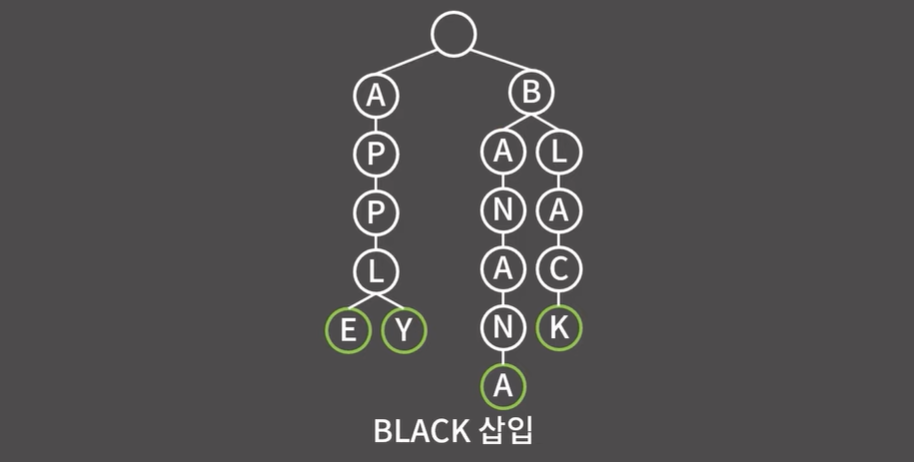 A B
P A L
P N A
L A C
E Y N K
A
BLACK 삽입